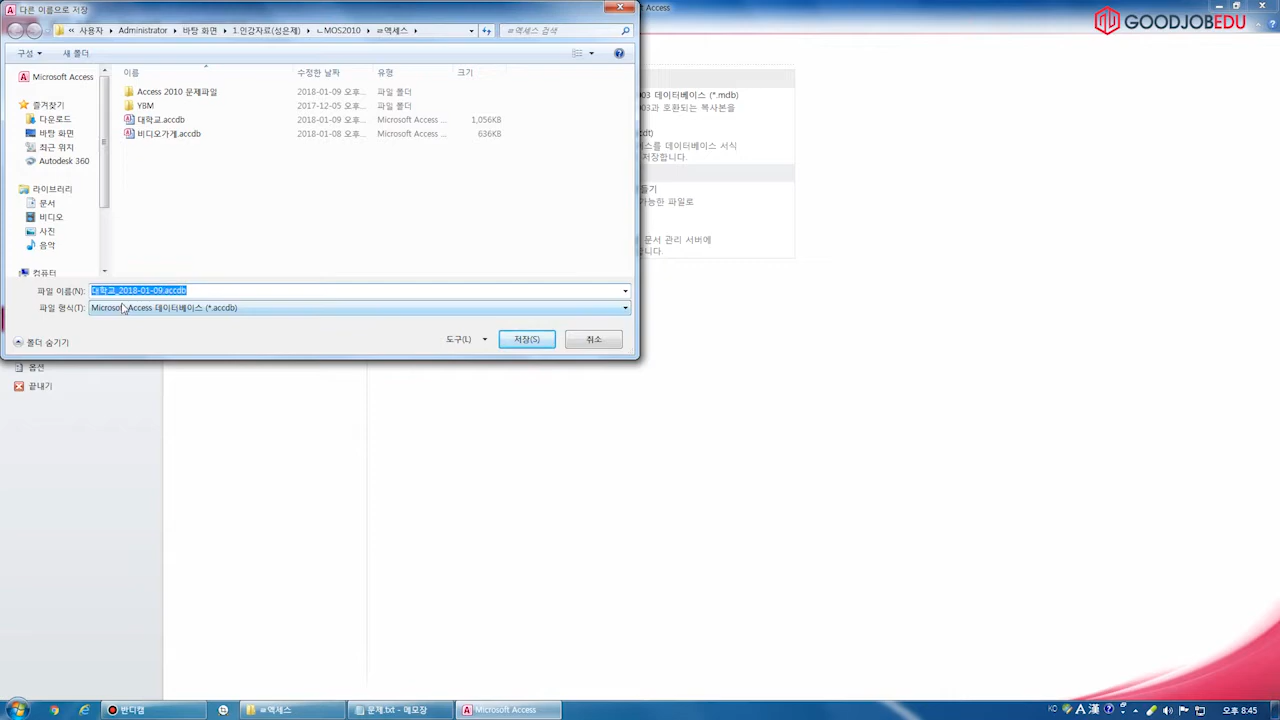 다른 이름으로 저장
Access
GOODJOBEDU
« 사용자 ▸ Administrator ▸ 바탕 화면 ▸ 1.인강자료(성은제) ▸ ㄴMOS2010 ▸ ㄹ액세스 ▸
ㄹ액세스 검색
구성 ▾ 새 폴더
Microsoft Access
이름 수정한 날짜 유형 크기
Access 2010 문제파일 2018-01-09 오후... 파일 폴더
YBM 2017-12-05 오후... 파일 폴더
대학교.accdb 2018-01-09 오후... Microsoft Access ... 1,056KB
비디오가게.accdb 2018-01-08 오후... Microsoft Access ... 636KB
즐겨찾기
다운로드
바탕 화면
최근 위치
Autodesk 360
라이브러리
문서
비디오
사진
음악
컴퓨터
03 데이터베이스 (*.mdb)
03과 호환되는 복사본을
cdt)
스를 데이터베이스 서식
저장합니다.
들기
가능한 파일로
문서 관리 서버에
합니다.
파일 이름(N): 대학교_2018-01-09.accdb
파일 형식(T): Microsoft Access 데이터베이스 (*.accdb)
폴더 숨기기
도구(L) 저장(S) 취소
옵션
끝내기
반디캠
ㄹ액세스
문제.txt - 메모장
Microsoft Access
KC A 漢
오후 8:45